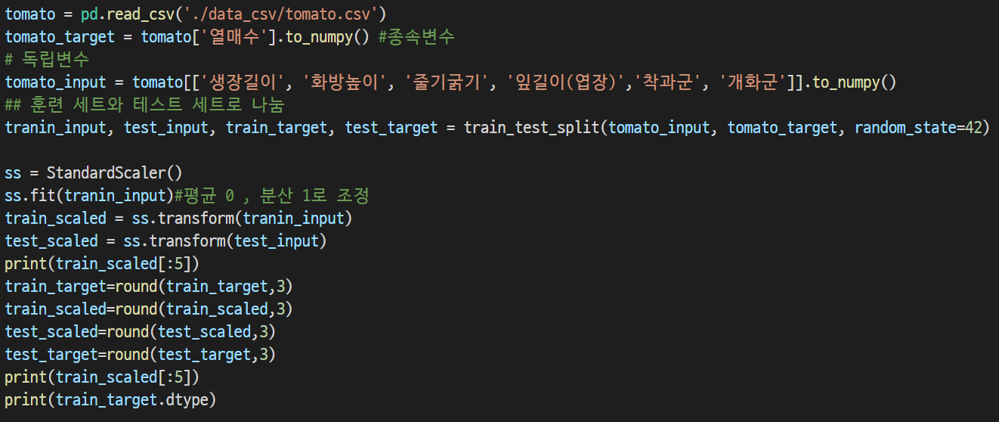 tomato = pd.read_csv('./data_csv/tomato.csv')
tomato_target = tomato['열매수'].to_numpy() #종속변수
# 독립변수
tomato_input = tomato[['생장길이', '화방높이', '줄기굵기', '잎길이(엽장)','착과군', '개화군']].to_numpy()
## 훈련 세트와 테스트 세트로 나눔
tranin_input, test_input, train_target, test_target = train_test_split(tomato_input, tomato_target, random_state=42)
ss = StandardScaler()
ss.fit(tranin_input)#평균 0 , 분산 1로 조정
train_scaled = ss.transform(tranin_input)
test_scaled = ss.transform(test_input)
print(train_scaled[:5])
train_target=round(train_target,3)
train_scaled=round(train_scaled,3)
test_scaled=round(test_scaled,3)
test_target=round(test_target,3)
print(train_scaled[:5])
print(train_target.dtype)